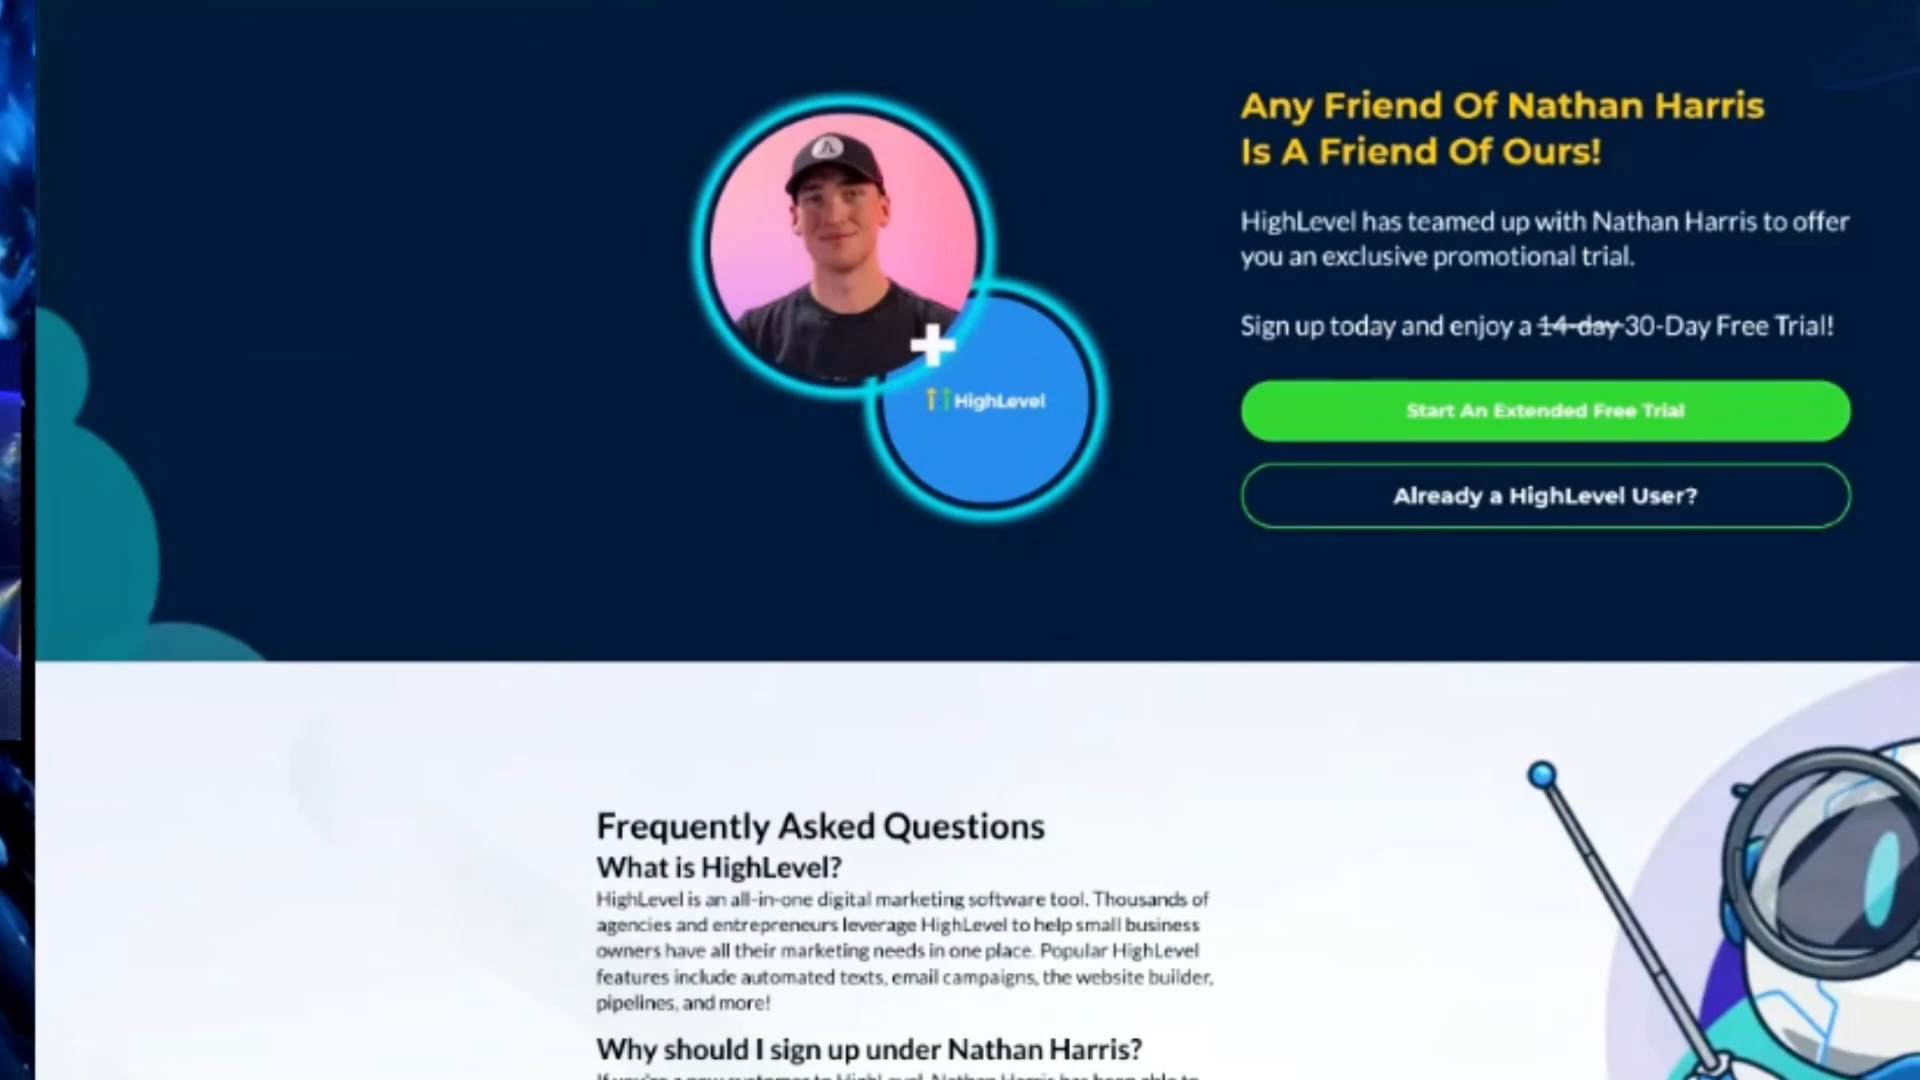 Any Friend Of Nathan Harris
Is A Friend Of Ours!
HighLevel has teamed up with Nathan Harris to offer
you an exclusive promotional trial.
Sign up today and enjoy a 14-day 30-Day Free Trial!
HighLevel
Start An Extended Free Trial
Already a HighLevel User?
Frequently Asked Questions
What is HighLevel?
HighLevel is an all-in-one digital marketing software tool. Thousands of
agencies and entrepreneurs leverage HighLevel to help small business
owners have all their marketing needs in one place. Popular HighLevel
features include automated texts, email campaigns, the website builder,
pipelines, and more!
Why should I sign up under Nathan Harris?